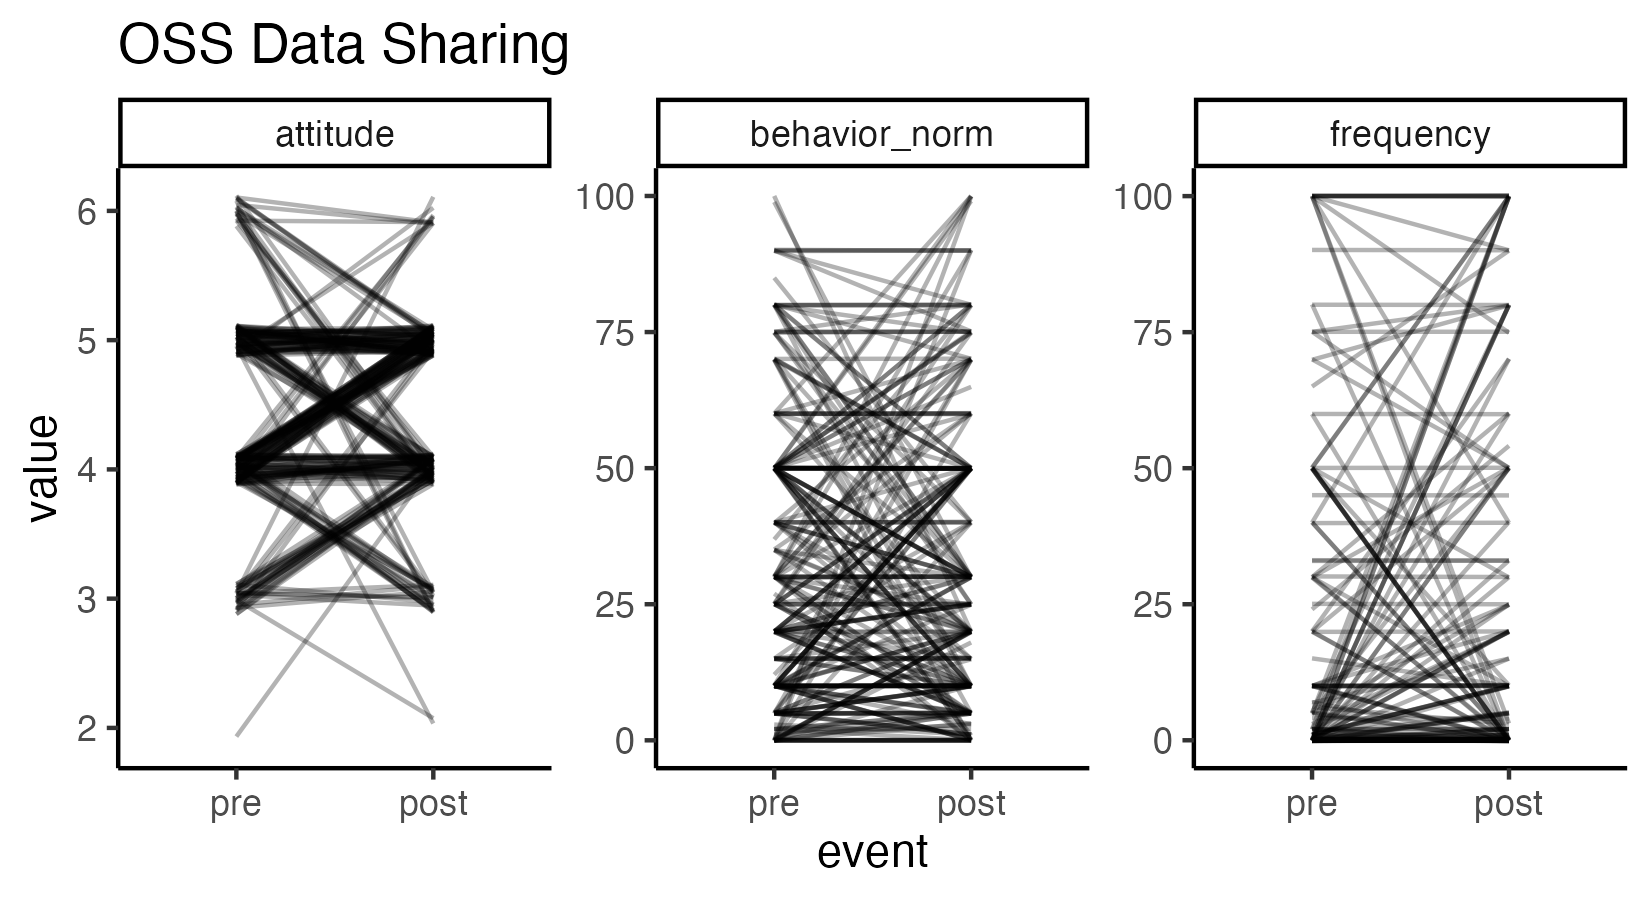 OSS Data Sharing
attitude
behavior_norm
frequency
value
6
5
4
3
2
100
75
50
25
0
100
75
50
25
0
pre
post
pre
post
pre
post
event